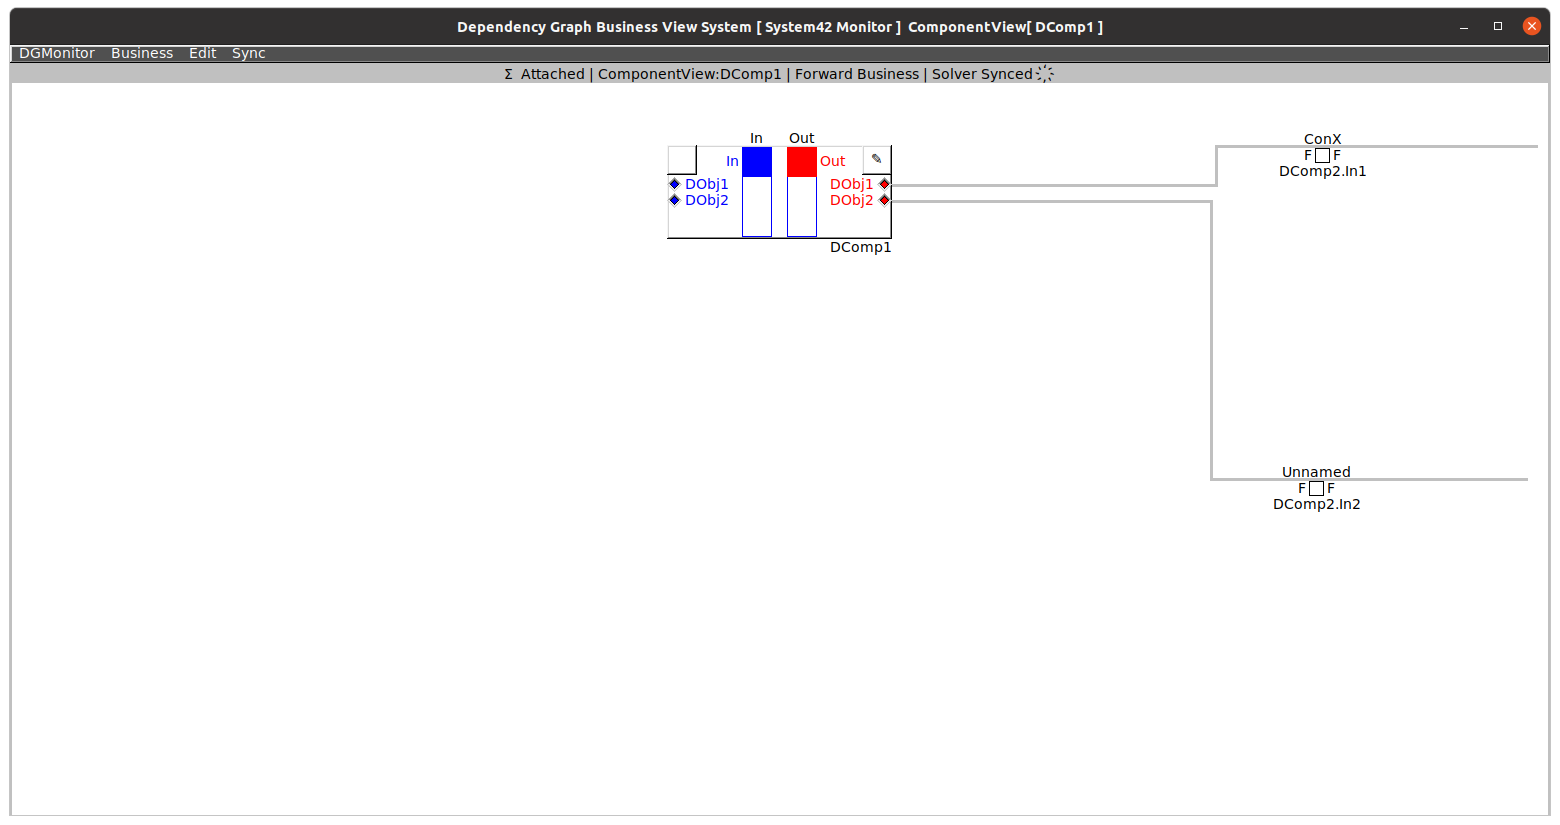 Dependency Graph Business View System [ System42 Monitor ] ComponentView[ DComp1 ]
DGMonitor Business Edit Sync
Σ Attached | ComponentView:DComp1 | Forward Business | Solver Synced
In Out
In Out ✎
DObj1 DObj1
DObj2 DObj2
DComp1
ConX
F F
DComp2.In1
Unnamed
F F
DComp2.In2